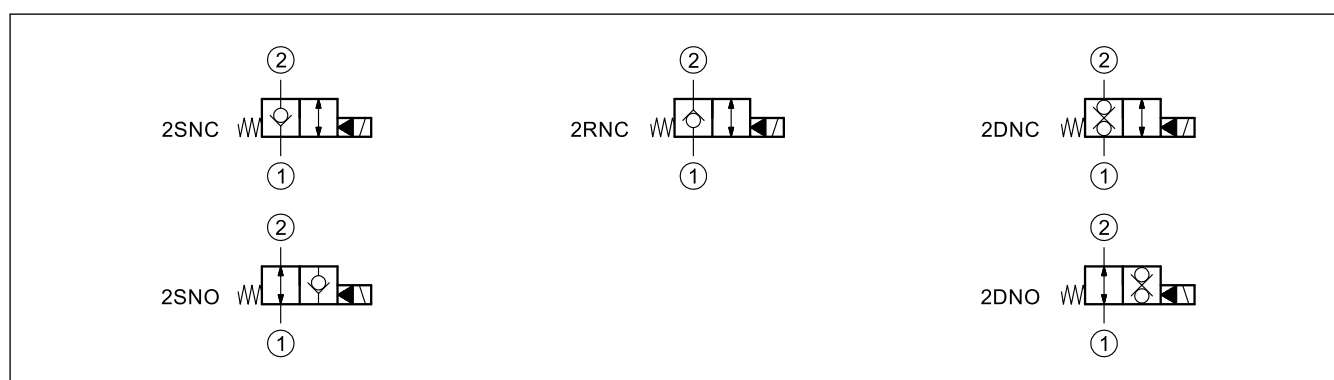 ② ② ②
2SNC 2RNC 2DNC
① ① ①
② ②
2SNO 2DNO
① ①